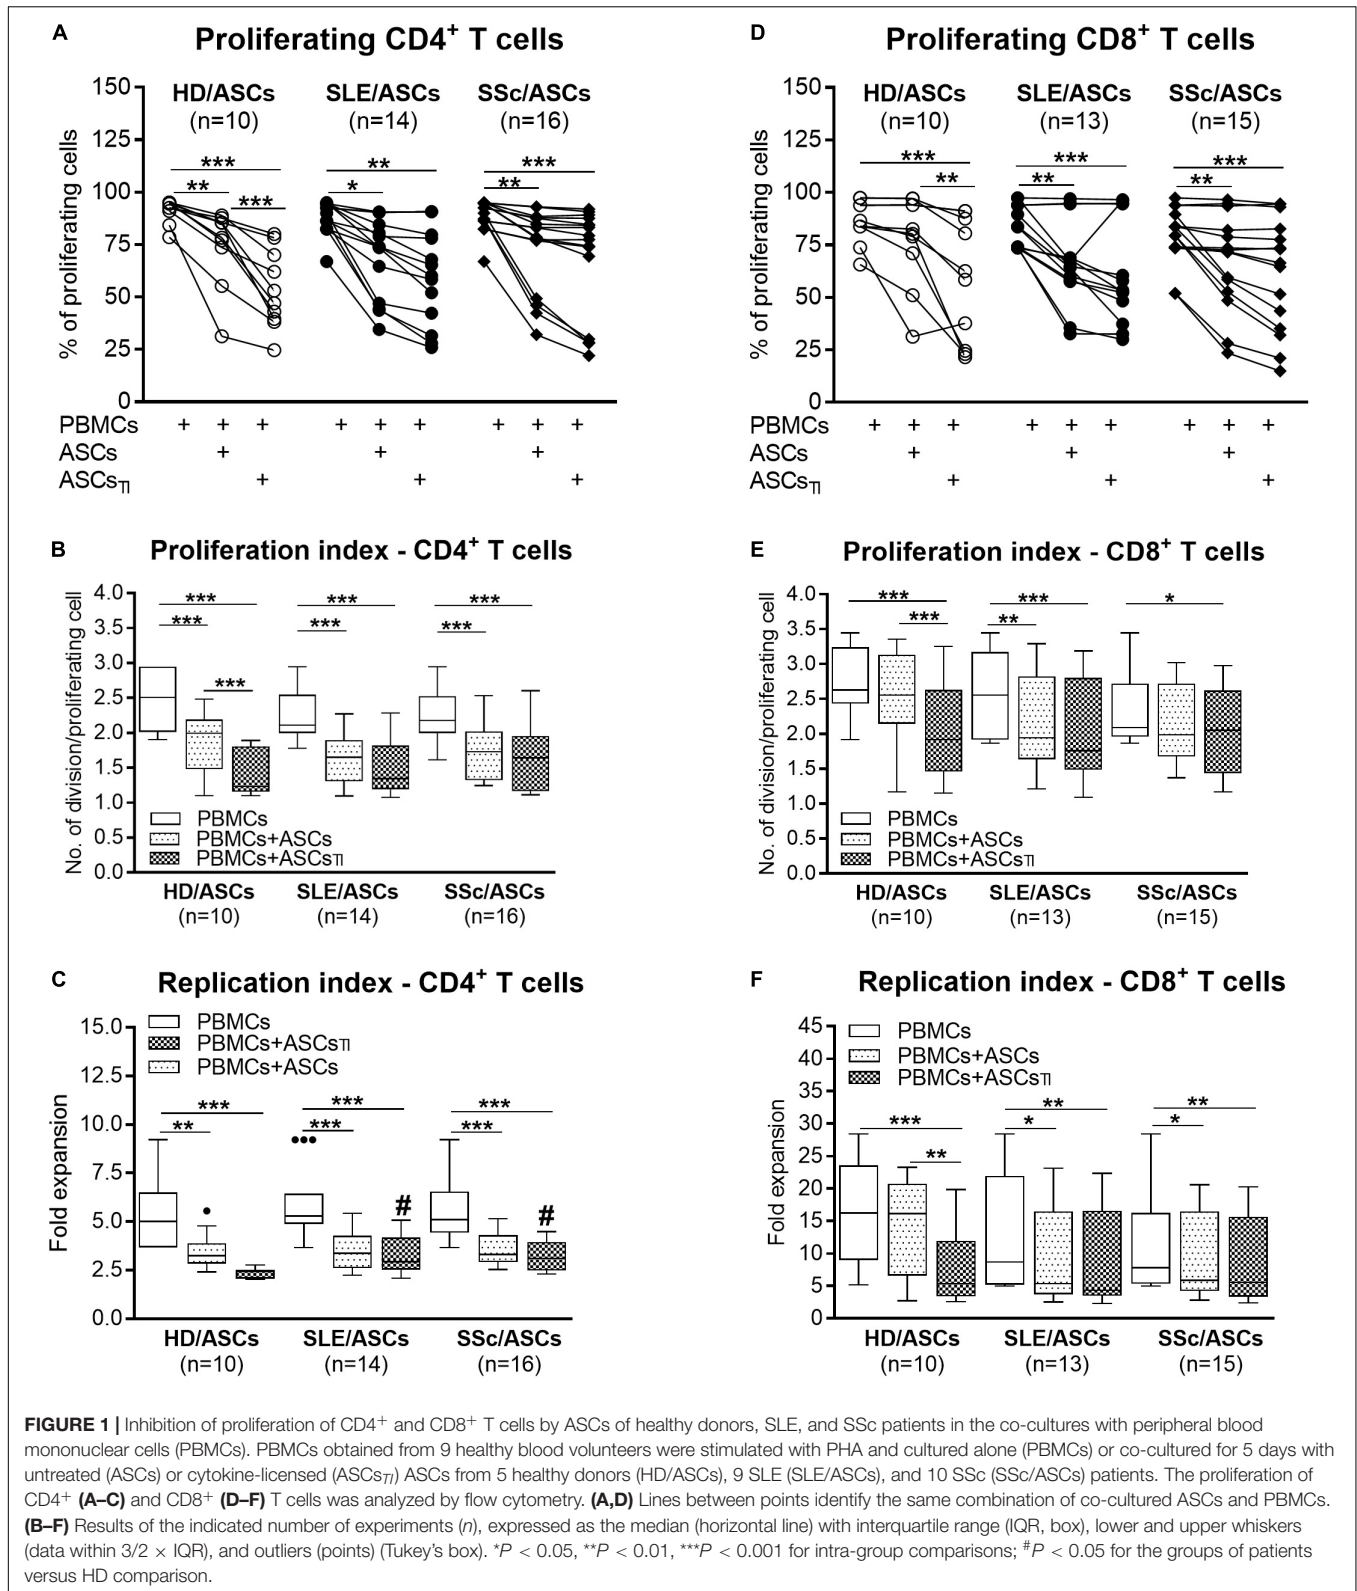 A
Proliferating CD4+ T cells
% of proliferating cells
150
125
100
75
50
25
0
HD/ASCs
(n=10)
SLE/ASCs
(n=14)
SSc/ASCs
(n=16)
***
**
***
**
*
***
**
PBMCs + + + + + + + + +
ASCs + + +
ASCsTI + + +
D
Proliferating CD8+ T cells
% of proliferating cells
150
125
100
75
50
25
0
HD/ASCs
(n=10)
SLE/ASCs
(n=13)
SSc/ASCs
(n=15)
***
**
***
**
***
**
PBMCs + + + + + + + + +
ASCs + + +
ASCsTI + + +
B
Proliferation index - CD4+ T cells
No. of division/proliferating cell
4.0
3.5
3.0
2.5
2.0
1.5
1.0
0.5
0.0
***
***
***
***
***
***
***
PBMCs
PBMCs+ASCs
PBMCs+ASCsTI
HD/ASCs
(n=10)
SLE/ASCs
(n=14)
SSc/ASCs
(n=16)
E
Proliferation index - CD8+ T cells
No. of division/proliferating cell
4.0
3.5
3.0
2.5
2.0
1.5
1.0
0.5
0.0
***
***
***
**
*
PBMCs
PBMCs+ASCs
PBMCs+ASCsTI
HD/ASCs
(n=10)
SLE/ASCs
(n=13)
SSc/ASCs
(n=15)
C
Replication index - CD4+ T cells
Fold expansion
15.0
12.5
10.0
7.5
5.0
2.5
0.0
PBMCs
PBMCs+ASCsTI
PBMCs+ASCs
***
**
***
***
***
***
#
#
HD/ASCs
(n=10)
SLE/ASCs
(n=14)
SSc/ASCs
(n=16)
F
Replication index - CD8+ T cells
Fold expansion
45
40
35
30
25
20
15
10
5
0
PBMCs
PBMCs+ASCs
PBMCs+ASCsTI
***
**
**
*
**
*
HD/ASCs
(n=10)
SLE/ASCs
(n=13)
SSc/ASCs
(n=15)
FIGURE 1 | Inhibition of proliferation of CD4+ and CD8+ T cells by ASCs of healthy donors, SLE, and SSc patients in the co-cultures with peripheral blood
mononuclear cells (PBMCs). PBMCs obtained from 9 healthy blood volunteers were stimulated with PHA and cultured alone (PBMCs) or co-cultured for 5 days with
untreated (ASCs) or cytokine-licensed (ASCsTI) ASCs from 5 healthy donors (HD/ASCs), 9 SLE (SLE/ASCs), and 10 SSc (SSc/ASCs) patients. The proliferation of
CD4+ (A–C) and CD8+ (D–F) T cells was analyzed by flow cytometry. (A,D) Lines between points identify the same combination of co-cultured ASCs and PBMCs.
(B–F) Results of the indicated number of experiments (n), expressed as the median (horizontal line) with interquartile range (IQR, box), lower and upper whiskers
(data within 3/2 × IQR), and outliers (points) (Tukey's box). *P < 0.05, **P < 0.01, ***P < 0.001 for intra-group comparisons; #P < 0.05 for the groups of patients
versus HD comparison.